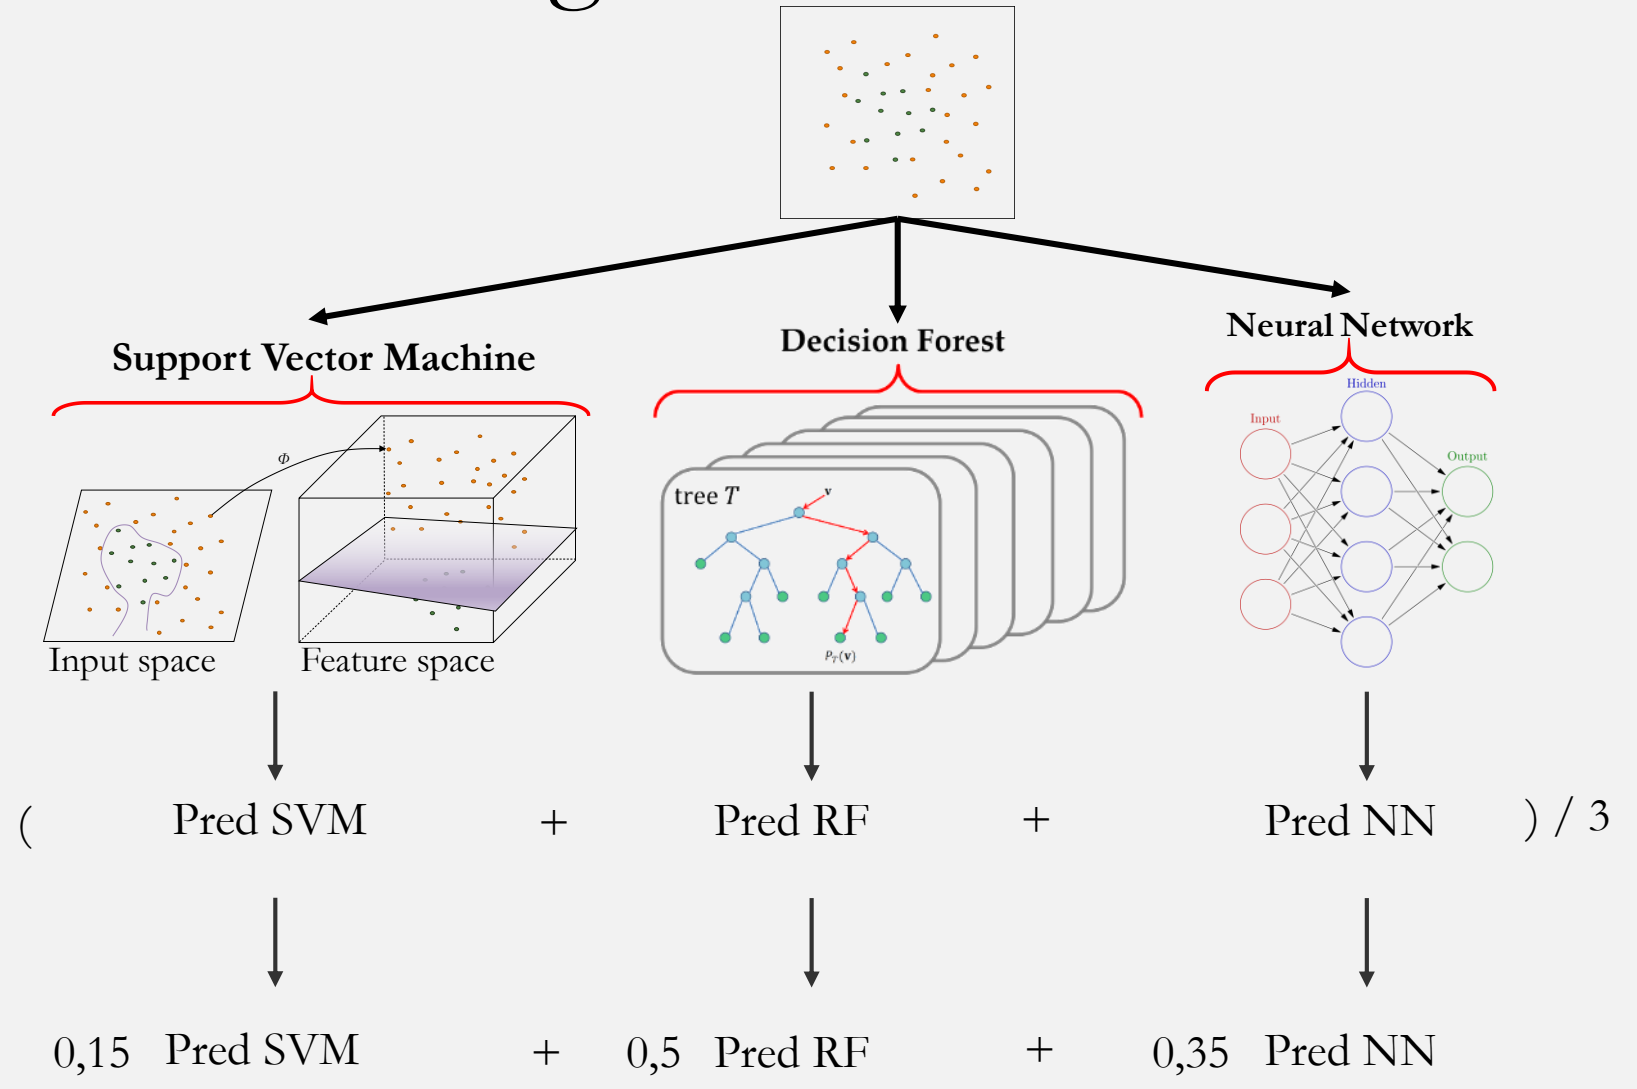 Support Vector Machine
Decision Forest
Neural Network
Φ
Input space
Feature space
tree T
v
P_T(v)
Input
Hidden
Output
( Pred SVM + Pred RF + Pred NN ) / 3
0,15 Pred SVM + 0,5 Pred RF + 0,35 Pred NN